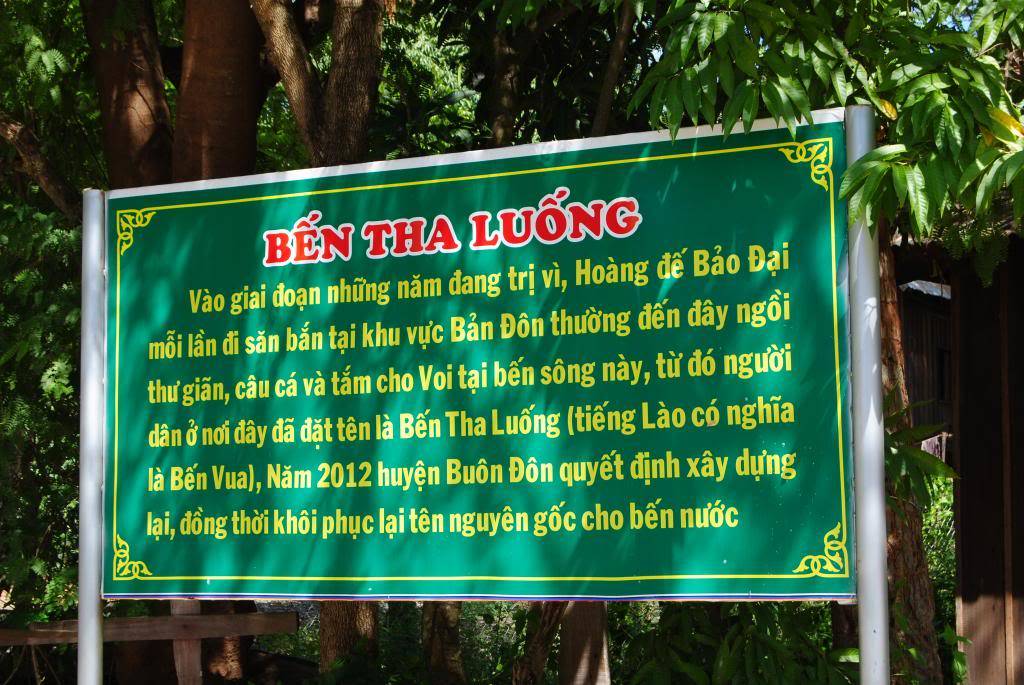 BẾN THA LUỐNG
Vào giai đoạn những năm đang trị vì, Hoàng đế Bảo Đại
mỗi lần đi săn bắn tại khu vực Bản Đôn thường đến đây ngồi
thư giãn, câu cá và tắm cho Voi tại bến sông này, từ đó người
dân ở nơi đây đã đặt tên là Bến Tha Luống (tiếng Lào có nghĩa
là Bến Vua), Năm 2012 huyện Buôn Đôn quyết định xây dựng
lại, đồng thời khôi phục lại tên nguyên gốc cho bến nước